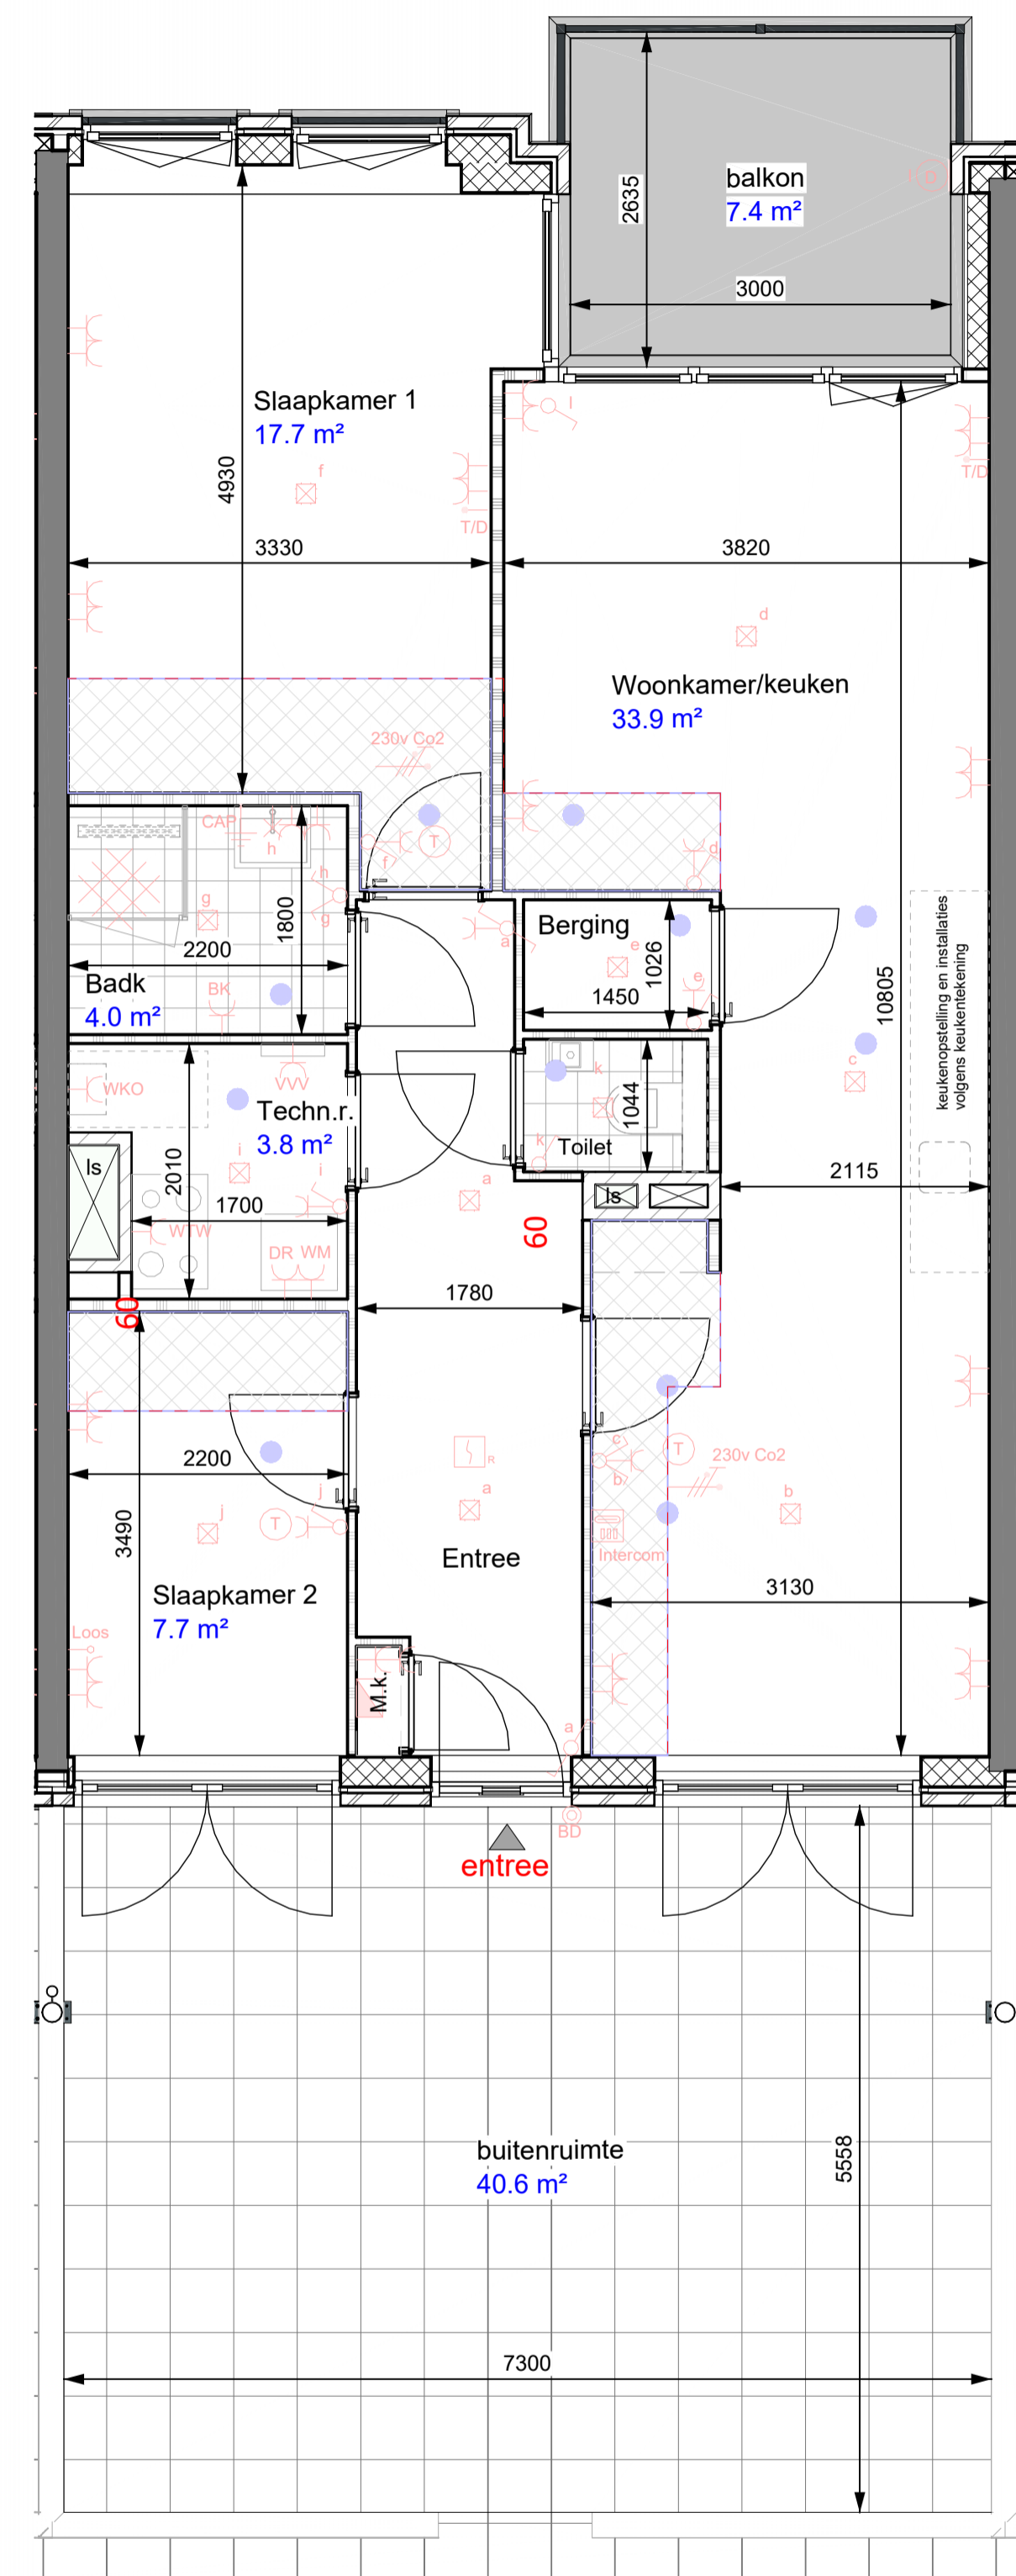 balkon
7.4 m²
2635
3000
Slaapkamer 1
17.7 m²
4930
f
T/D
3330
l
T/D
3820
d
Woonkamer/keuken
33.9 m²
230v Co2
T
f
d
CAP
h
h
g
g
1800
2200
Badk
4.0 m²
BK
a
Berging
e
1026
1450
e
keukenopstelling en installaties
volgens keukentekening
10805
c
WKO
VVV
Techn.r.
3.8 m²
ls
2010
i
i
1700
WTW
DR WM
k
1044
k
Toilet
ls
a
60
2115
60
1780
2200
3490
j
j
T
Slaapkamer 2
7.7 m²
Loos
R
a
Entree
M.k.
a
c
b
T
230v Co2
b
Intercom
3130
BD
entree
buitenruimte
40.6 m²
5558
7300